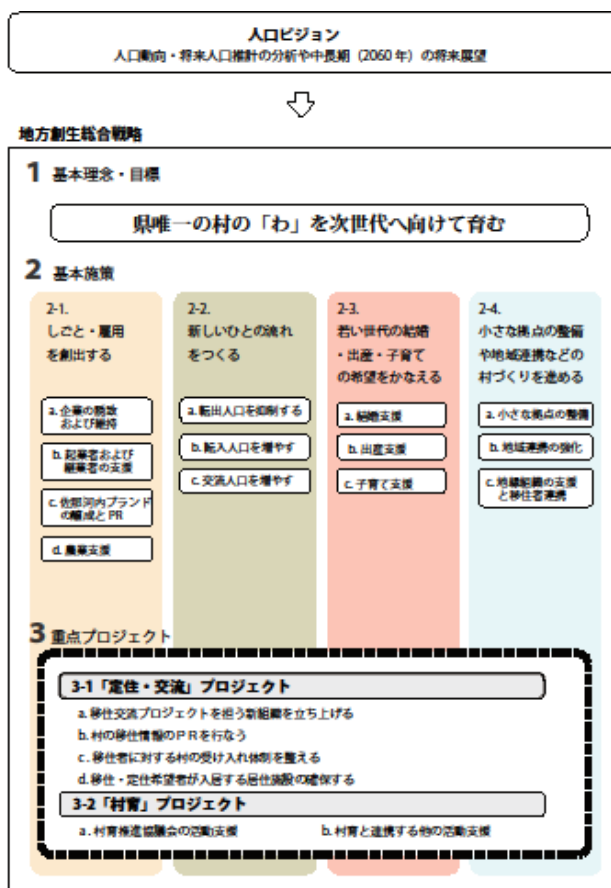 人口ビジョン
人口動向・将来人口推計の分析や中長期(2060年)の将来展望
地方創生総合戦略
1 基本理念・目標
県唯一の村の「わ」を次世代へ向けて育む
2 基本施策
2-1.
しごと・雇用
を創出する
a.企業の誘致
および維持
b.起業者および
継業者の支援
c.佐那河内ブランド
の醸成とPR
d.農業支援
2-2.
新しいひとの流れ
をつくる
a.転出人口を抑制する
b.転入人口を増やす
c.交流人口を増やす
2-3.
若い世代の結婚
・出産・子育て
の希望をかなえる
a.結婚支援
b.出産支援
c.子育て支援
2-4.
小さな拠点の整備
や地域連携などの
村づくりを進める
a.小さな拠点の整備
b.地域連携の強化
c.地縁組織の支援
と移住者連携
3 重点プロジェクト
3-1「定住・交流」プロジェクト
a.移住交流プロジェクトを担う新組織を立ち上げる
b.村の移住情報のPRを行なう
c.移住者に対する村の受け入れ体制を整える
d.移住・定住希望者が入居する居住施設の確保する
3-2「村育」プロジェクト
a.村育推進協議会の活動支援
b.村育と連携する他の活動支援